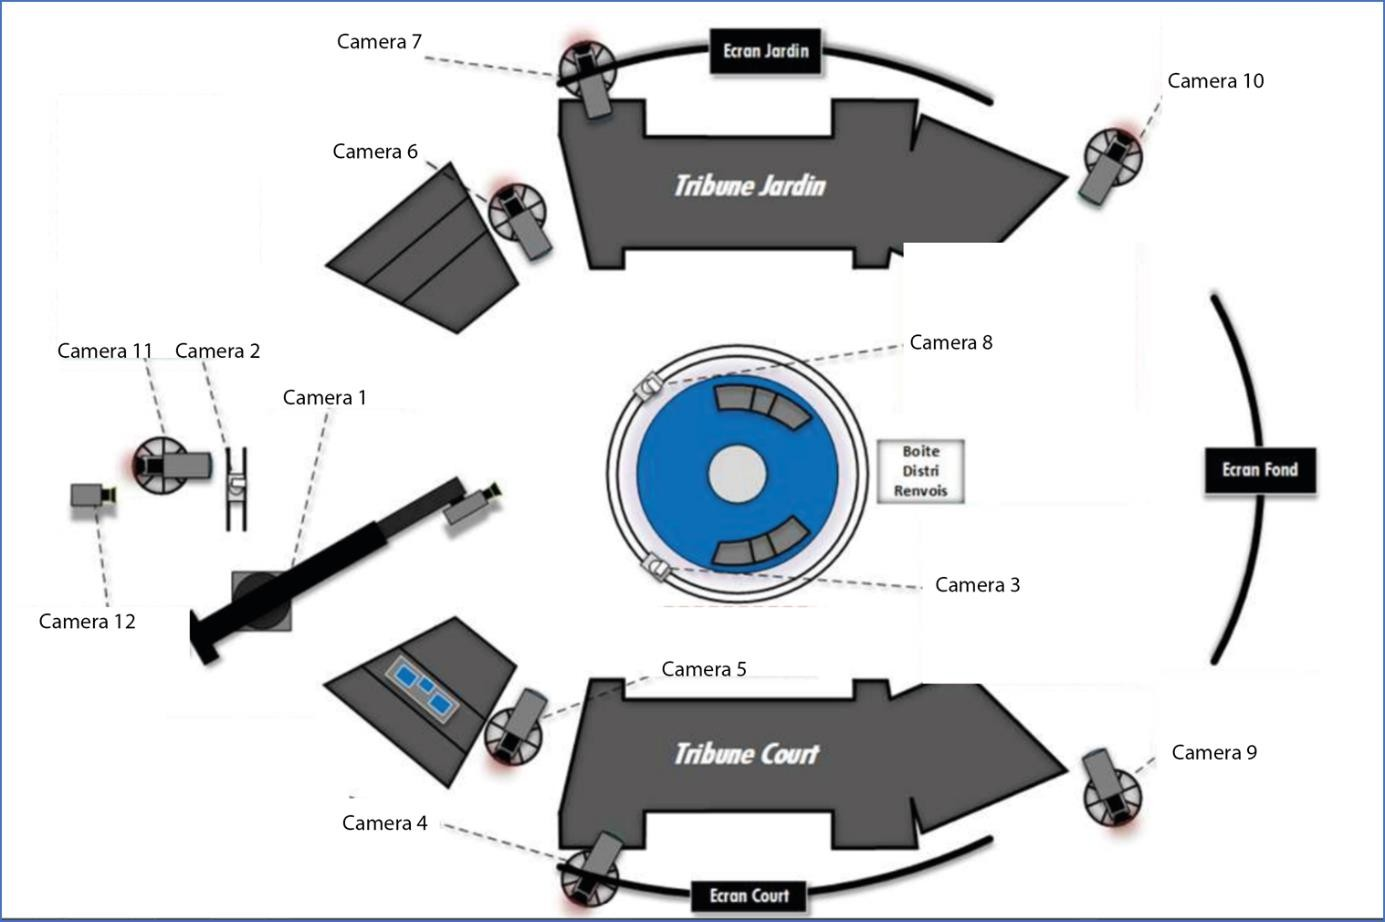 Camera 7
Ecran Jardin
Camera 10
Camera 6
Tribune Jardin
Camera 11
Camera 2
Camera 8
Camera 1
Boite
Distri
Renvois
Ecran Fond
Camera 3
Camera 12
Camera 5
Tribune Court
Camera 9
Camera 4
Ecran Court